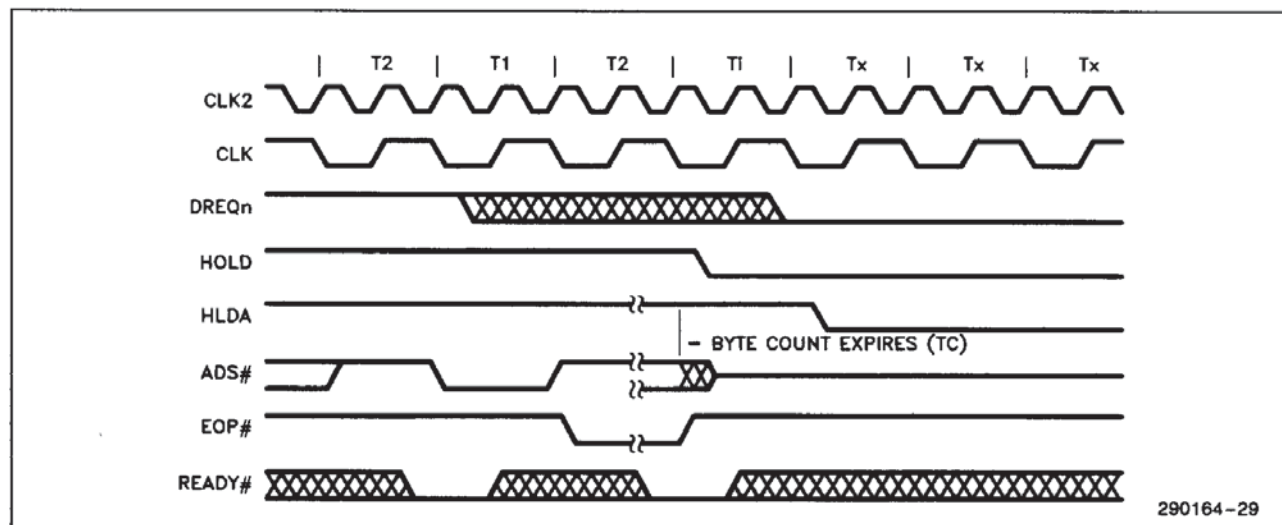 T2 T1 T2 Ti Tx Tx Tx
CLK2
CLK
DREQn
HOLD
HLDA
- BYTE COUNT EXPIRES (TC)
ADS#
EOP#
READY#
290164-29